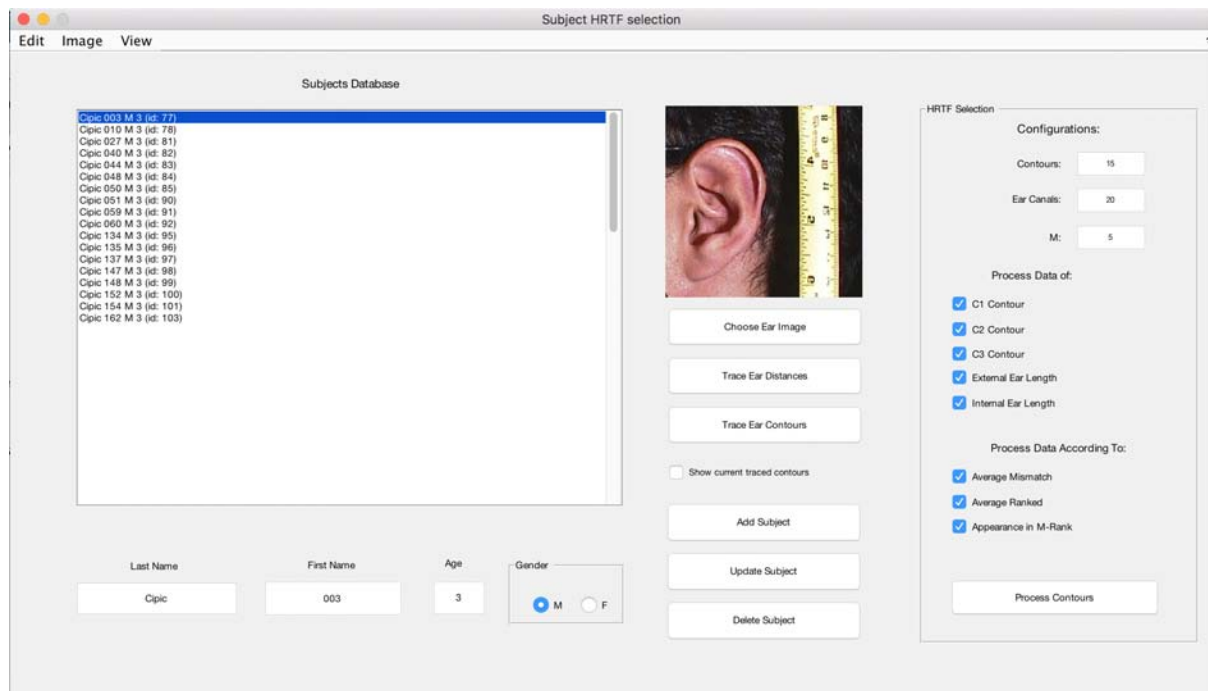 Subject HRTF selection
Edit Image View
Subjects Database
Cipic 003 M 3 (id: 77)
Cipic 010 M 3 (id: 78)
Cipic 027 M 3 (id: 81)
Cipic 040 M 3 (id: 82)
Cipic 044 M 3 (id: 83)
Cipic 048 M 3 (id: 84)
Cipic 050 M 3 (id: 85)
Cipic 051 M 3 (id: 90)
Cipic 059 M 3 (id: 91)
Cipic 060 M 3 (id: 92)
Cipic 134 M 3 (id: 95)
Cipic 135 M 3 (id: 96)
Cipic 137 M 3 (id: 97)
Cipic 147 M 3 (id: 98)
Cipic 148 M 3 (id: 99)
Cipic 152 M 3 (id: 100)
Cipic 154 M 3 (id: 101)
Cipic 162 M 3 (id: 103)
Last Name
Cipic
First Name
003
Age
3
Gender
M F
Choose Ear Image
Trace Ear Distances
Trace Ear Contours
Show current traced contours
Add Subject
Update Subject
Delete Subject
HRTF Selection
Configurations:
Contours: 15
Ear Canals: 20
M: 5
Process Data of:
C1 Contour
C2 Contour
C3 Contour
External Ear Length
Internal Ear Length
Process Data According To:
Average Mismatch
Average Ranked
Appearance in M-Rank
Process Contours